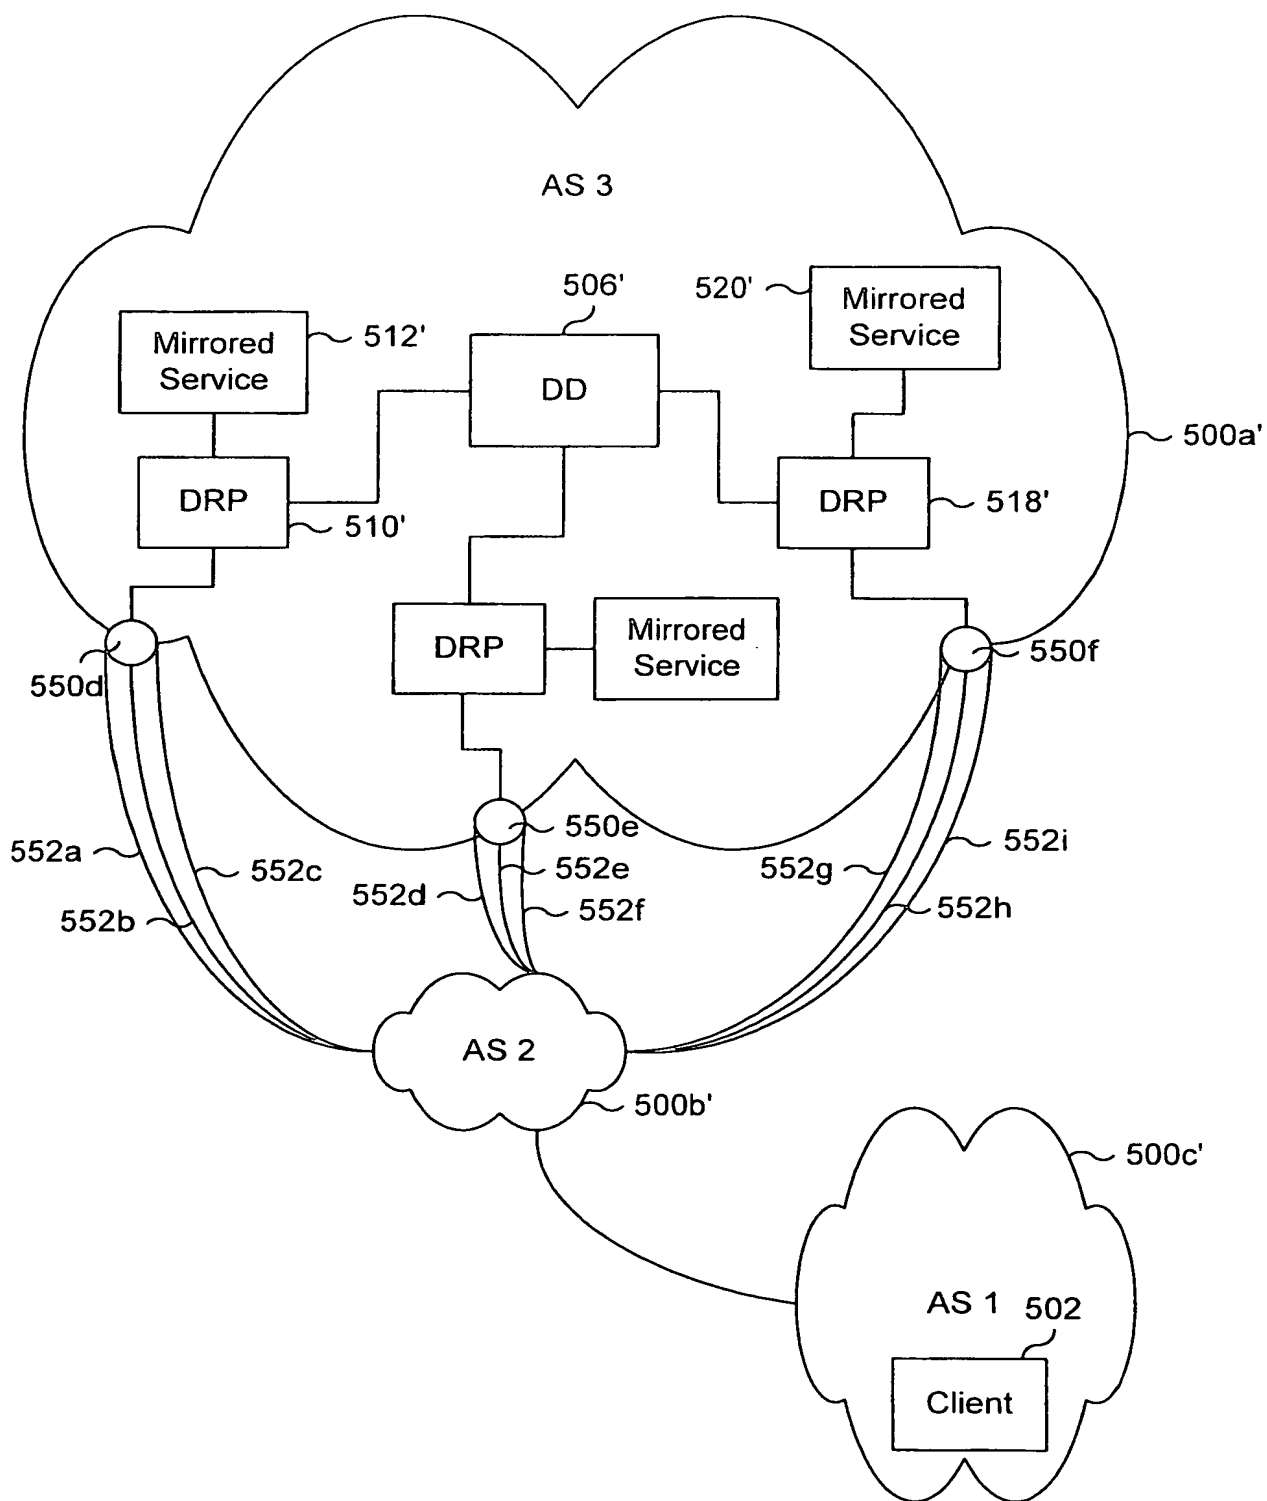 AS 3
506'
520'
Mirrored
Service
Mirrored
Service
512'
DD
500a'
DRP
510'
DRP
518'
DRP
Mirrored
Service
550d
550f
550e
552a
552c
552b
552d
552e
552f
552g
552i
552h
AS 2
500b'
500c'
AS 1
502
Client